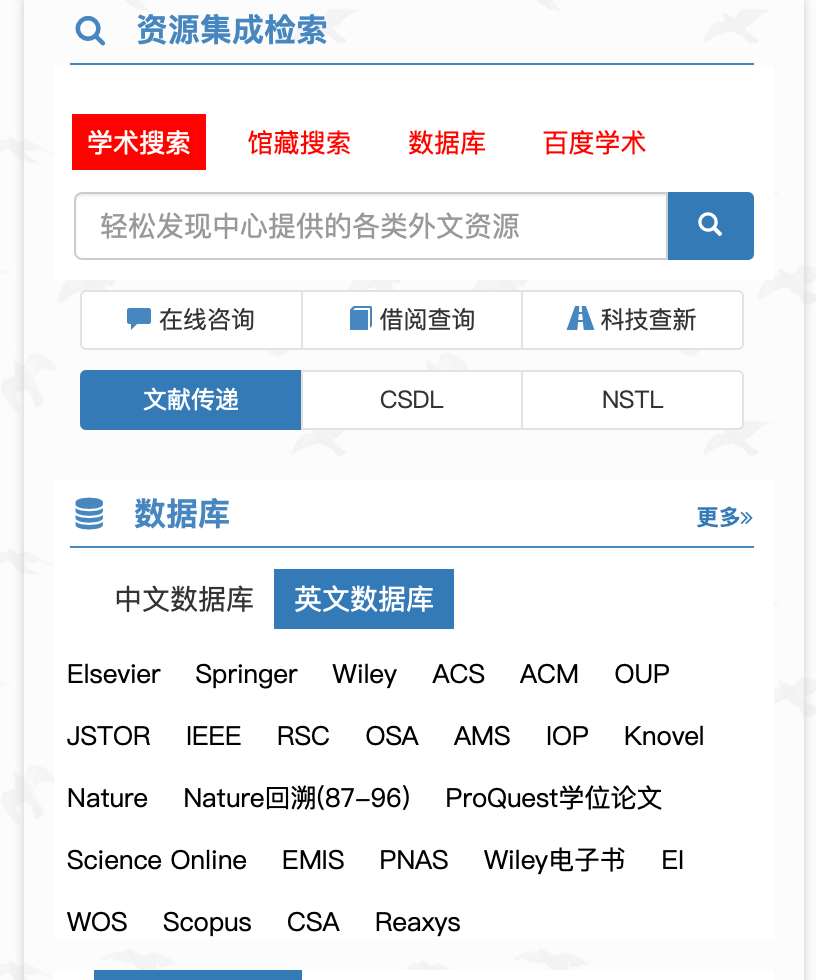 资源集成检索
学术搜索 馆藏搜索 数据库 百度学术
轻松发现中心提供的各类外文资源
在线咨询 借阅查询 科技查新
文献传递 CSDL NSTL
数据库 更多»
中文数据库 英文数据库
Elsevier Springer Wiley ACS ACM OUP
JSTOR IEEE RSC OSA AMS IOP Knovel
Nature Nature回溯(87–96) ProQuest学位论文
Science Online EMIS PNAS Wiley电子书 EI
WOS Scopus CSA Reaxys